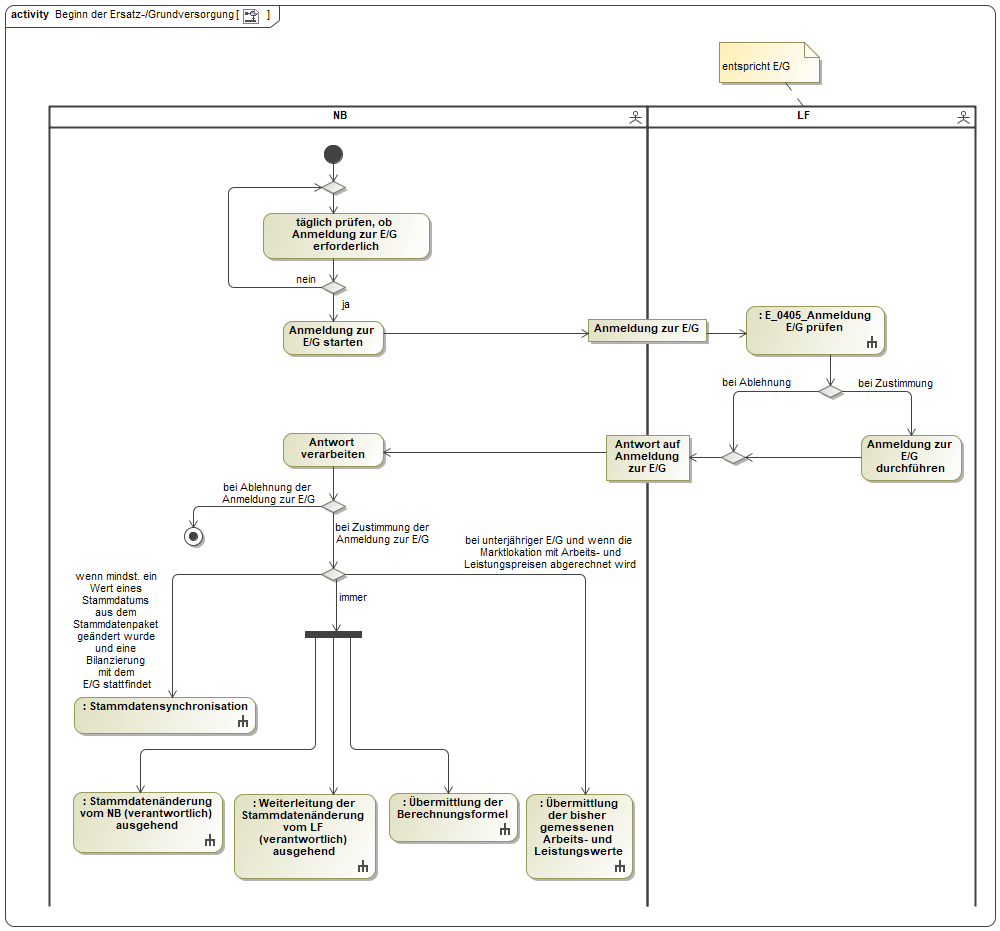 activity Beginn der Ersatz-/Grundversorgung [ ]
entspricht E/G
NB
LF
täglich prüfen, ob
Anmeldung zur E/G
erforderlich
nein
ja
Anmeldung zur
E/G starten
Anmeldung zur E/G
: E_0405_Anmeldung
E/G prüfen
bei Ablehnung
bei Zustimmung
Antwort
verarbeiten
Antwort auf
Anmeldung
zur E/G
Anmeldung zur
E/G
durchführen
bei Ablehnung der
Anmeldung zur E/G
bei Zustimmung der
Anmeldung zur E/G
bei unterjähriger E/G und wenn die
Marktlokation mit Arbeits- und
Leistungspreisen abgerechnet wird
wenn mindst. ein
Wert eines
Stammdatums
aus dem
Stammdatenpaket
geändert wurde
und eine
Bilanzierung
mit dem
E/G stattfindet
immer
: Stammdatensynchronisation
: Stammdatenänderung
vom NB (verantwortlich)
ausgehend
: Weiterleitung der
Stammdatenänderung
vom LF
(verantwortlich)
ausgehend
: Übermittlung der
Berechnungsformel
: Übermittlung
der bisher
gemessenen
Arbeits- und
Leistungswerte